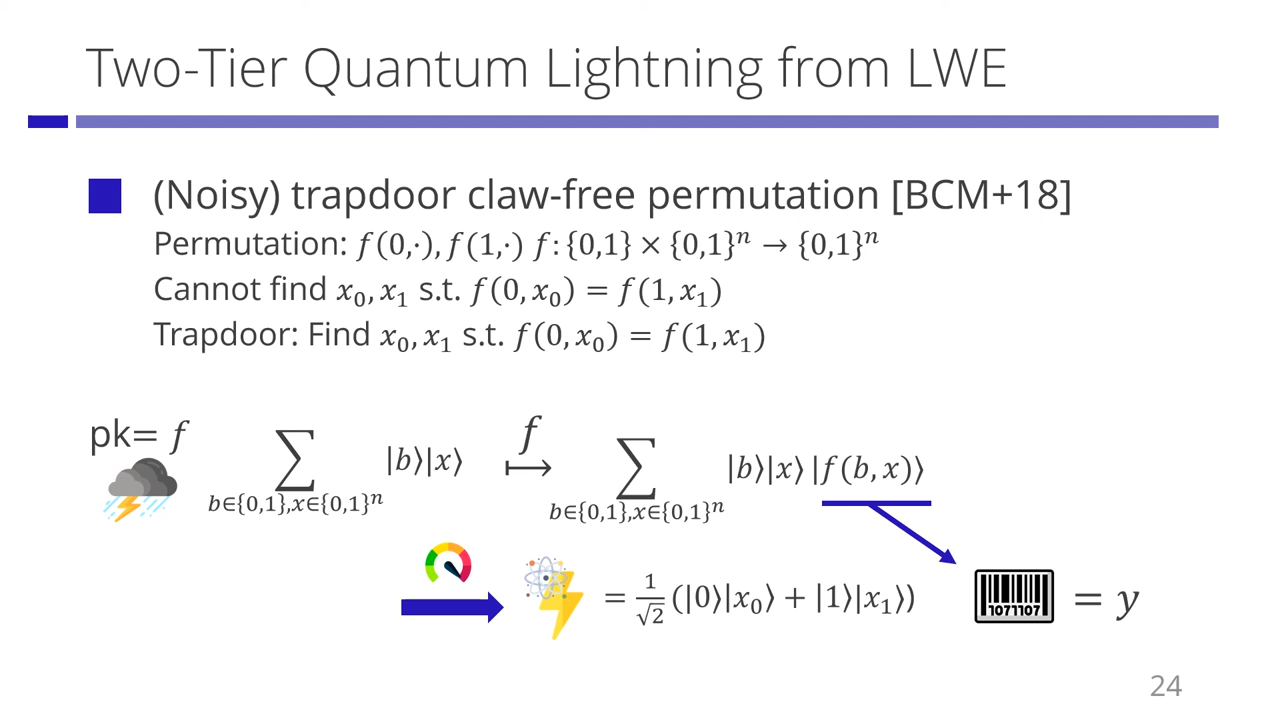 Two-Tier Quantum Lightning from LWE
(Noisy) trapdoor claw-free permutation [BCM+18]
Permutation: f(0,·), f(1,·) f: {0,1} × {0,1}ⁿ → {0,1}ⁿ
Cannot find x₀, x₁ s.t. f(0, x₀) = f(1, x₁)
Trapdoor: Find x₀, x₁ s.t. f(0, x₀) = f(1, x₁)
pk= f
∑ b∈{0,1},x∈{0,1}ⁿ |b⟩|x⟩ f ↦ ∑ b∈{0,1},x∈{0,1}ⁿ |b⟩|x⟩|f(b, x)⟩
= 1/√2 (|0⟩|x₀⟩ + |1⟩|x₁⟩) 1071107 = y
24